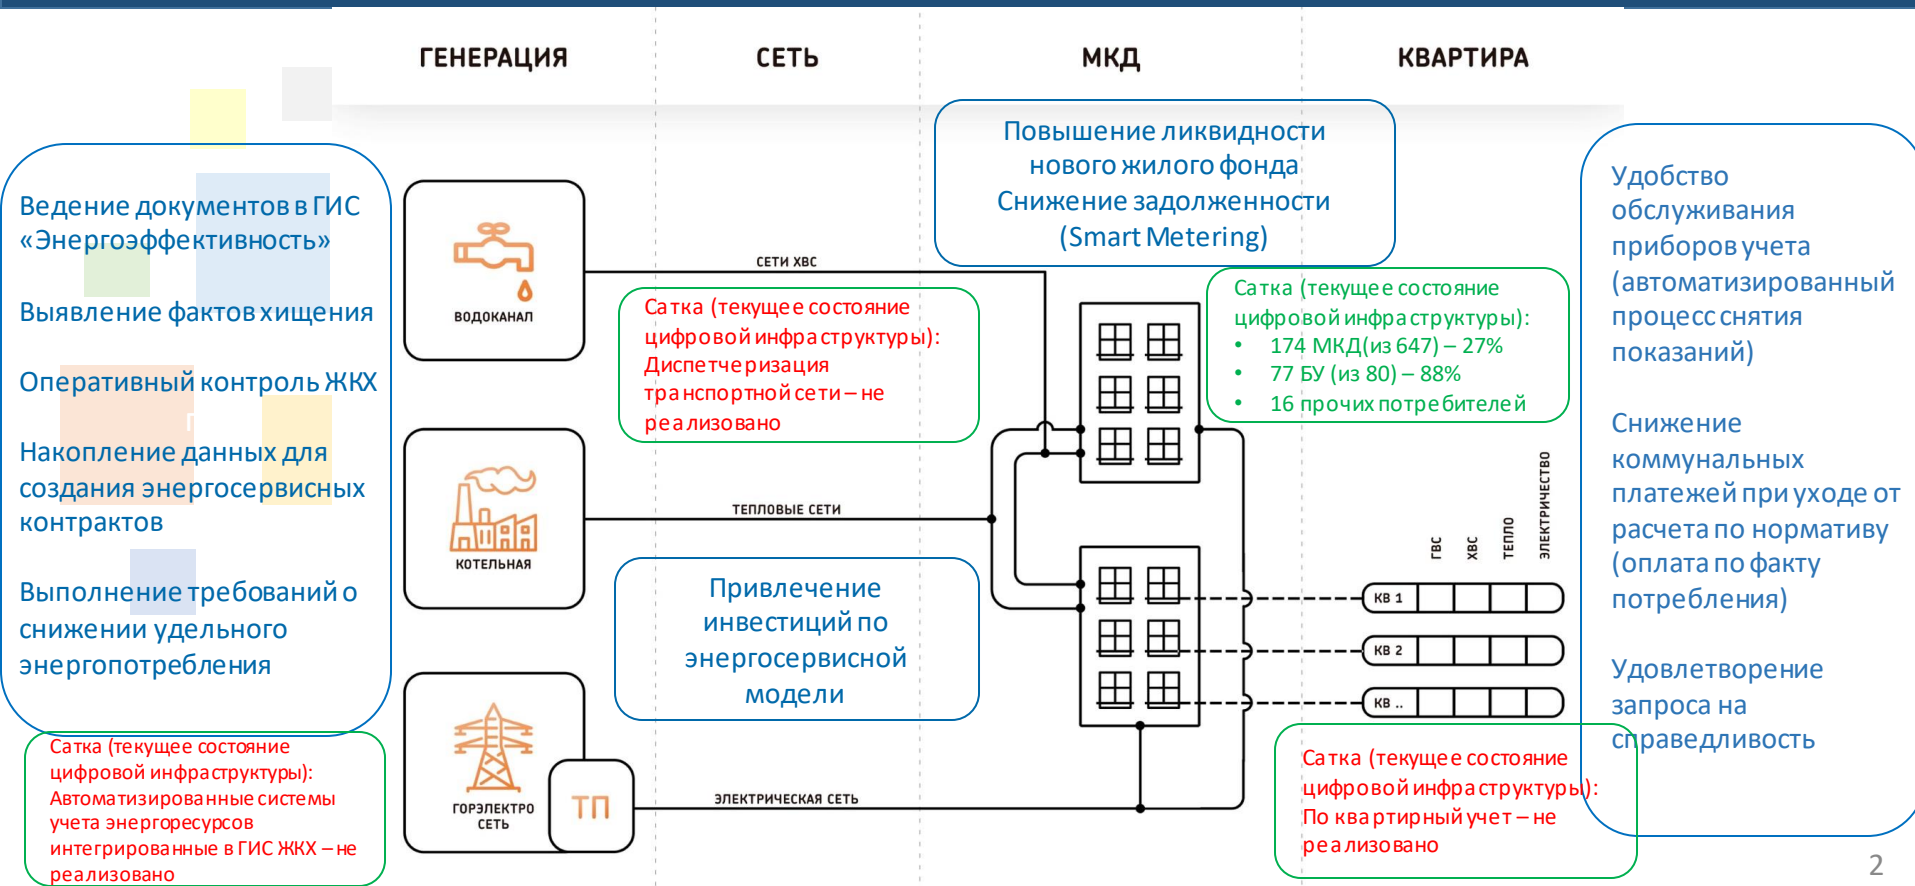 ГЕНЕРАЦИЯ
СЕТЬ
МКД
КВАРТИРА
Ведение документов в ГИС
«Энергоэффективность»
Выявление фактов хищения
Оперативный контроль ЖКХ
Накопление данных для
создания энергосервисных
контрактов
Выполнение требований о
снижении удельного
энергопотребления
Сатка (текущее состояние
цифровой инфраструктуры):
Автоматизированные системы
учета энергоресурсов
интегрированные в ГИС ЖКХ – не
реализовано
ВОДОКАНАЛ
КОТЕЛЬНАЯ
ГОРЭЛЕКТРО
СЕТЬ
ТП
СЕТИ ХВС
Сатка (текущее состояние
цифровой инфраструктуры):
Диспетчеризация
транспортной сети – не
реализовано
ТЕПЛОВЫЕ СЕТИ
Привлечение
инвестиций по
энергосервисной
модели
ЭЛЕКТРИЧЕСКАЯ СЕТЬ
Повышение ликвидности
нового жилого фонда
Снижение задолженности
(Smart Metering)
Сатка (текущее состояние
цифровой инфраструктуры):
• 174 МКД(из 647) – 27%
• 77 БУ (из 80) – 88%
• 16 прочих потребителей
ГВС
ХВС
ТЕПЛО
ЭЛЕКТРИЧЕСТВО
КВ 1
КВ 2
КВ ..
Сатка (текущее состояние
цифровой инфраструктуры):
По квартирный учет – не
реализовано
Удобство
обслуживания
приборов учета
(автоматизированный
процесс снятия
показаний)
Снижение
коммунальных
платежей при уходе от
расчета по нормативу
(оплата по факту
потребления)
Удовлетворение
запроса на
справедливость
2